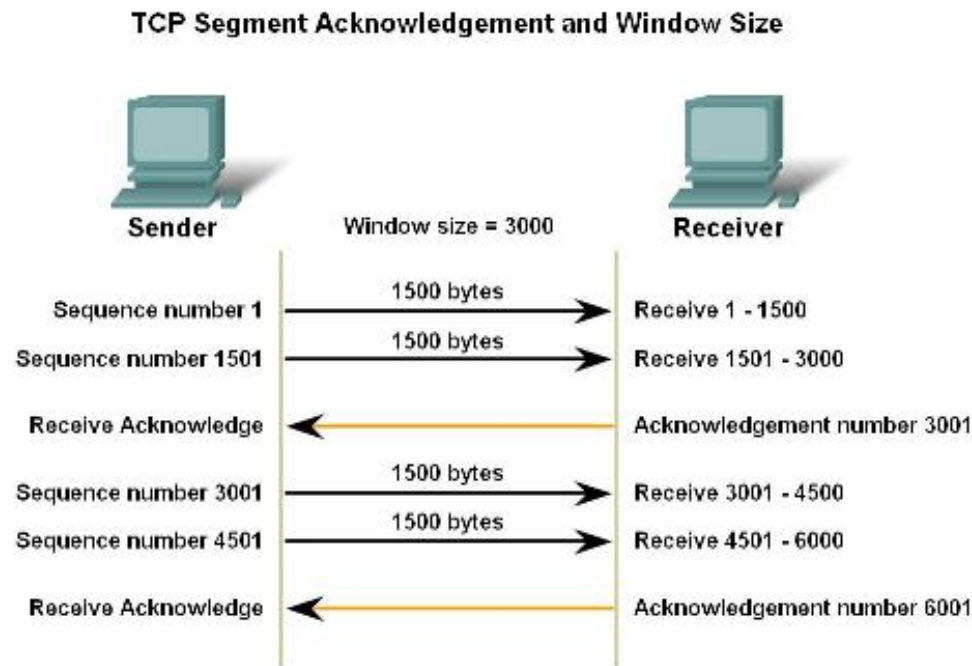 TCP Segment Acknowledgement and Window Size
Sender
Window size = 3000
Receiver
Sequence number 1
1500 bytes
Receive 1 - 1500
Sequence number 1501
1500 bytes
Receive 1501 - 3000
Receive Acknowledge
Acknowledgement number 3001
Sequence number 3001
1500 bytes
Receive 3001 - 4500
Sequence number 4501
1500 bytes
Receive 4501 - 6000
Receive Acknowledge
Acknowledgement number 6001